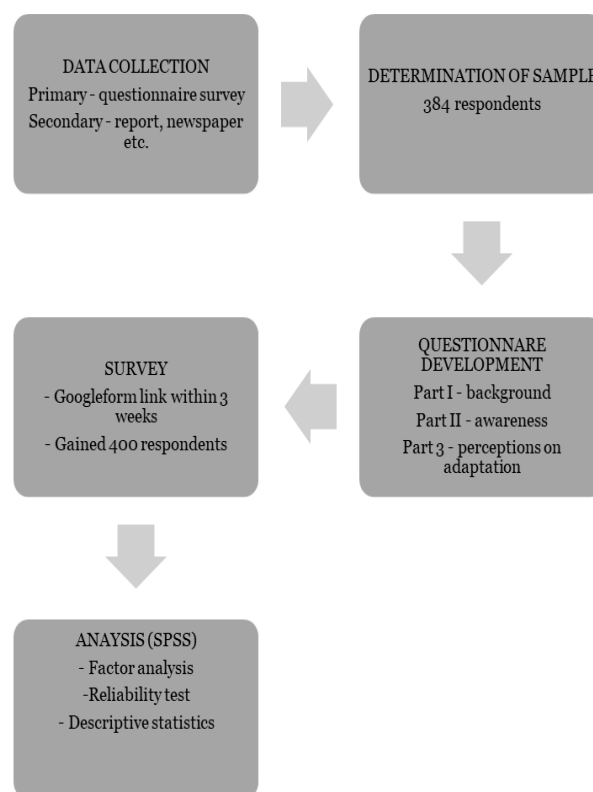 DATA COLLECTION
Primary - questionnaire survey
Secondary - report, newspaper
etc.
DETERMINATION OF SAMPLE
384 respondents
QUESTIONNARE
DEVELOPMENT
Part I - background
Part II - awareness
Part 3 - perceptions on
adaptation
SURVEY
- Googleform link within 3
weeks
- Gained 400 respondents
ANAYSIS (SPSS)
- Factor analysis
-Reliability test
- Descriptive statistics